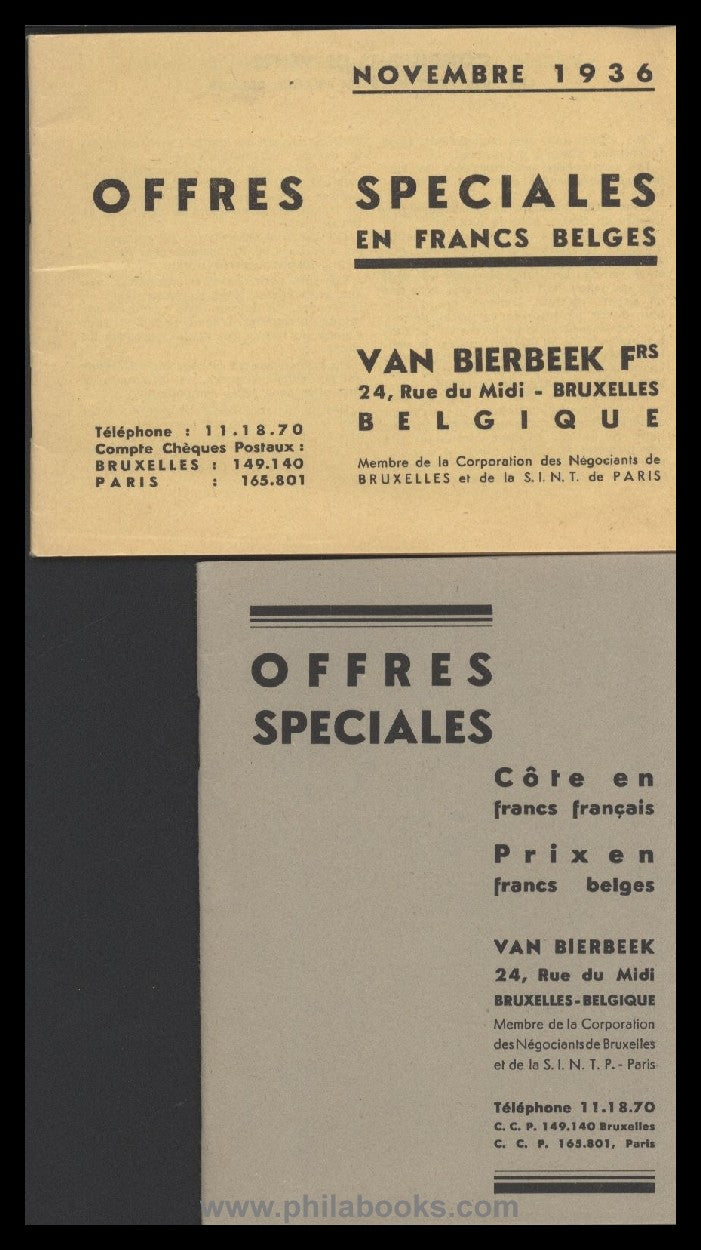 NOVEMBRE 1936
OFFRES SPECIALES
EN FRANCS BELGES
VAN BIERBEEK FRS
24, Rue du Midi - BRUXELLES
BELGIQUE
Téléphone : 11.18.70
Compte Chèques Postaux :
BRUXELLES : 149.140
PARIS : 165.801
Membre de la Corporation des Négociants de
BRUXELLES et de la S.I.N.T. de PARIS
OFFRES
SPECIALES
Côte en
francs français
Prix en
francs belges
VAN BIERBEEK
24, Rue du Midi
BRUXELLES-BELGIQUE
Membre de la Corporation
des Négociants de Bruxelles
et de la S. I. N. T. P. - Paris
Téléphone 11.18.70
C. C. P. 149.140 Bruxelles
C. C. P. 165.801, Paris
www.philabooks.com